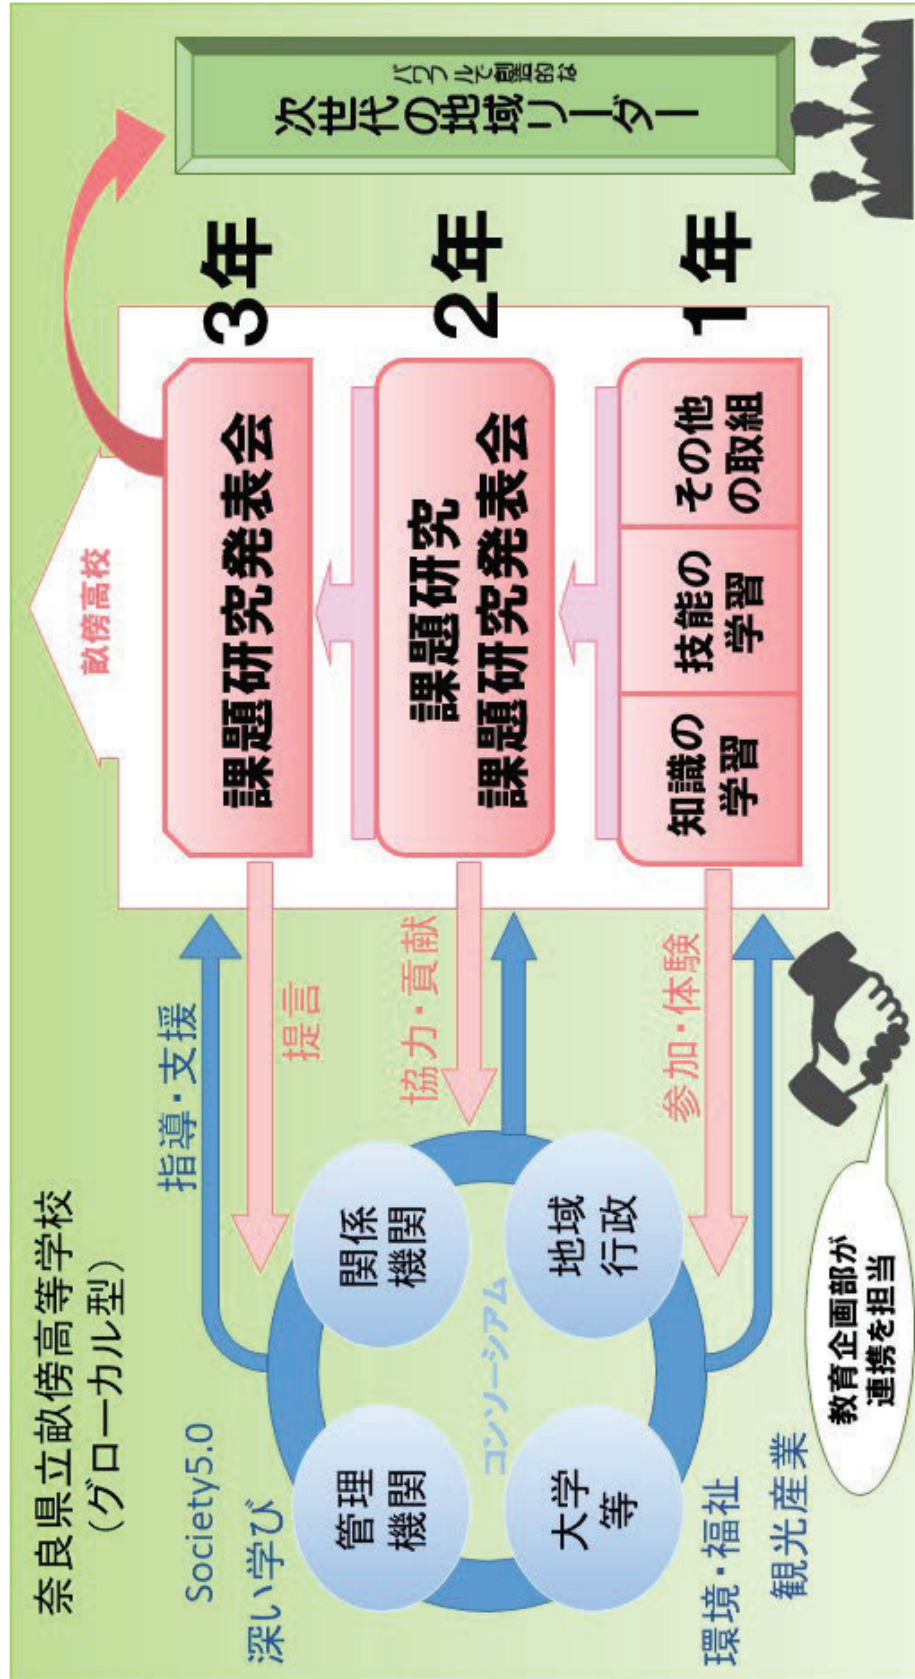 奈良県立畝傍高等学校
（グローカル型）
Society5.0
深い学び
指導・支援
提言
協力・貢献
参加・体験
管理
機関
関係
機関
コンソーシアム
大学
等
地域
行政
環境・福祉
観光産業
教育企画部が
連携を担当
畝傍高校
課題研究発表会
3年
課題研究
課題研究発表会
2年
知識の
学習
技能の
学習
その他
の取組
1年
パワフルで創造的な
次世代の地域リーダー